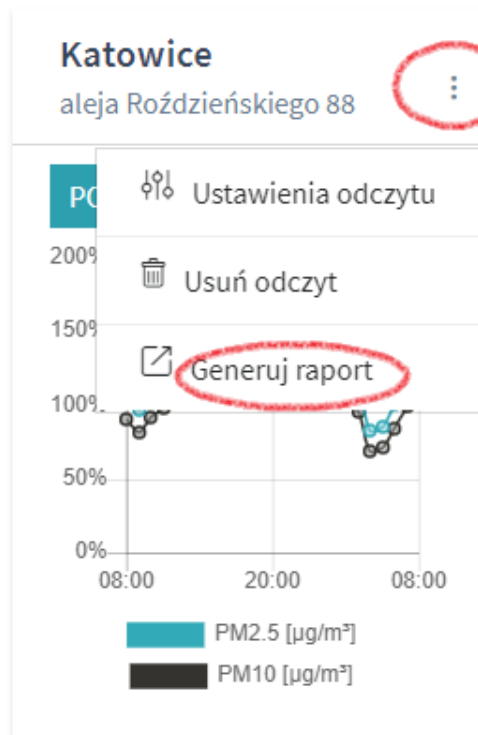 Katowice
aleja Roździeńskiego 88
Ustawienia odczytu
200%
Usuń odczyt
150%
Generuj raport
100%
50%
0%
08:00 20:00 08:00
PM2.5 [µg/m³]
PM10 [µg/m³]